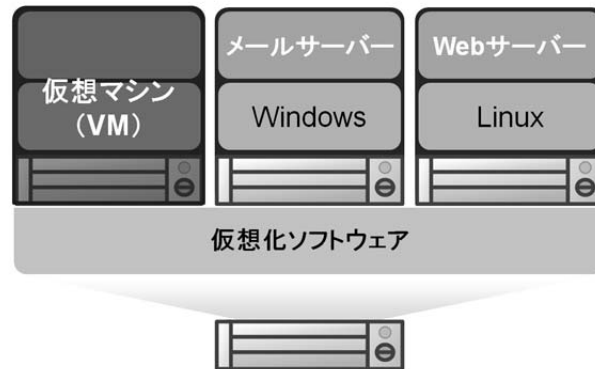 仮想マシン
(VM)
メールサーバー
Windows
Webサーバー
Linux
仮想化ソフトウェア